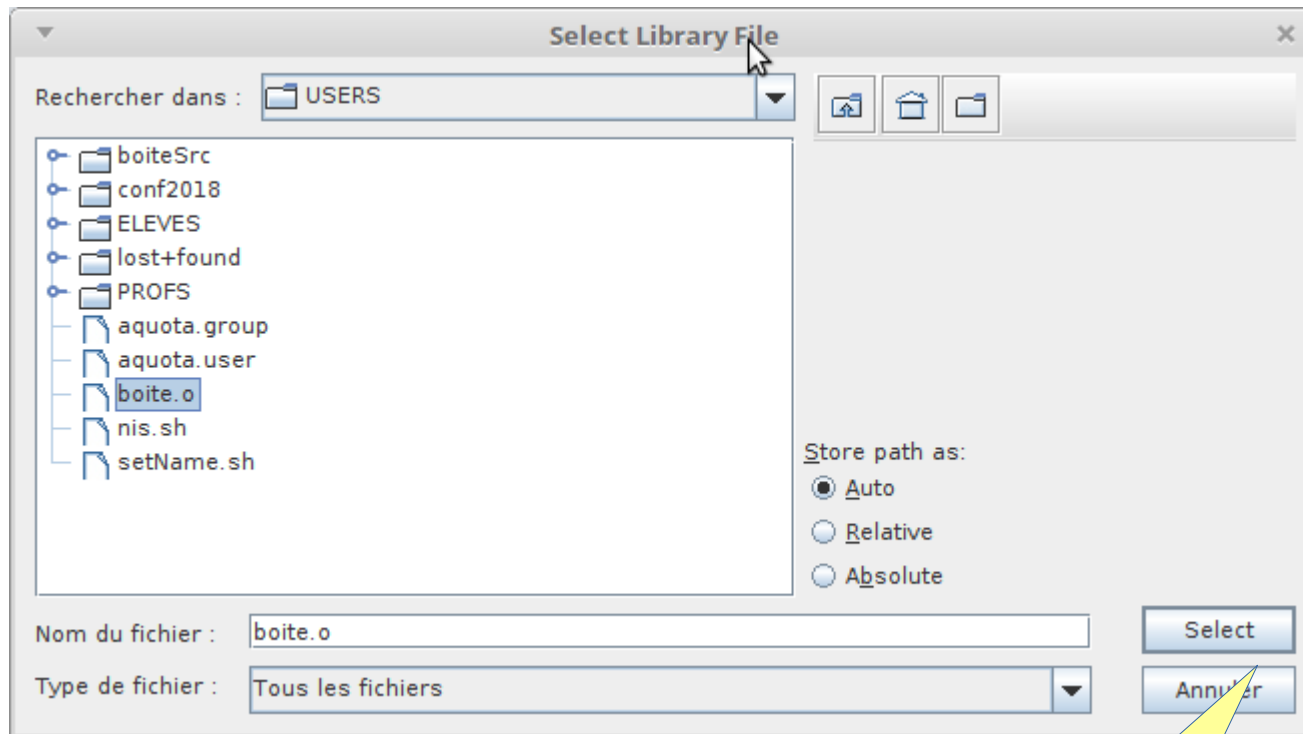 Select Library File
Rechercher dans : USERS
boiteSrc
conf2018
ELEVES
lost+found
PROFS
aquota.group
aquota.user
boite.o
nis.sh
setName.sh
Store path as:
Auto
Relative
Absolute
Nom du fichier : boite.o
Select
Type de fichier : Tous les fichiers
Annuler